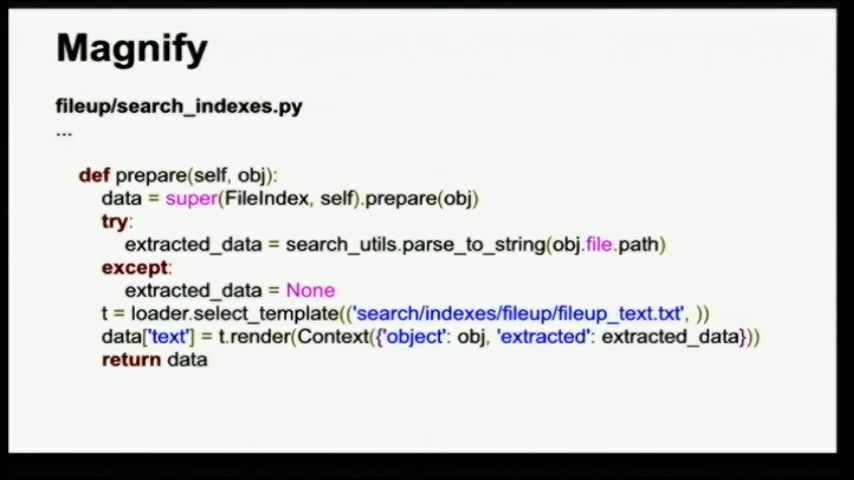 Magnify
fileup/search_indexes.py
...
def prepare(self, obj):
data = super(FileIndex, self).prepare(obj)
try:
extracted_data = search_utils.parse_to_string(obj.file.path)
except:
extracted_data = None
t = loader.select_template(('search/indexes/fileup/fileup_text.txt', ))
data['text'] = t.render(Context({'object': obj, 'extracted': extracted_data}))
return data